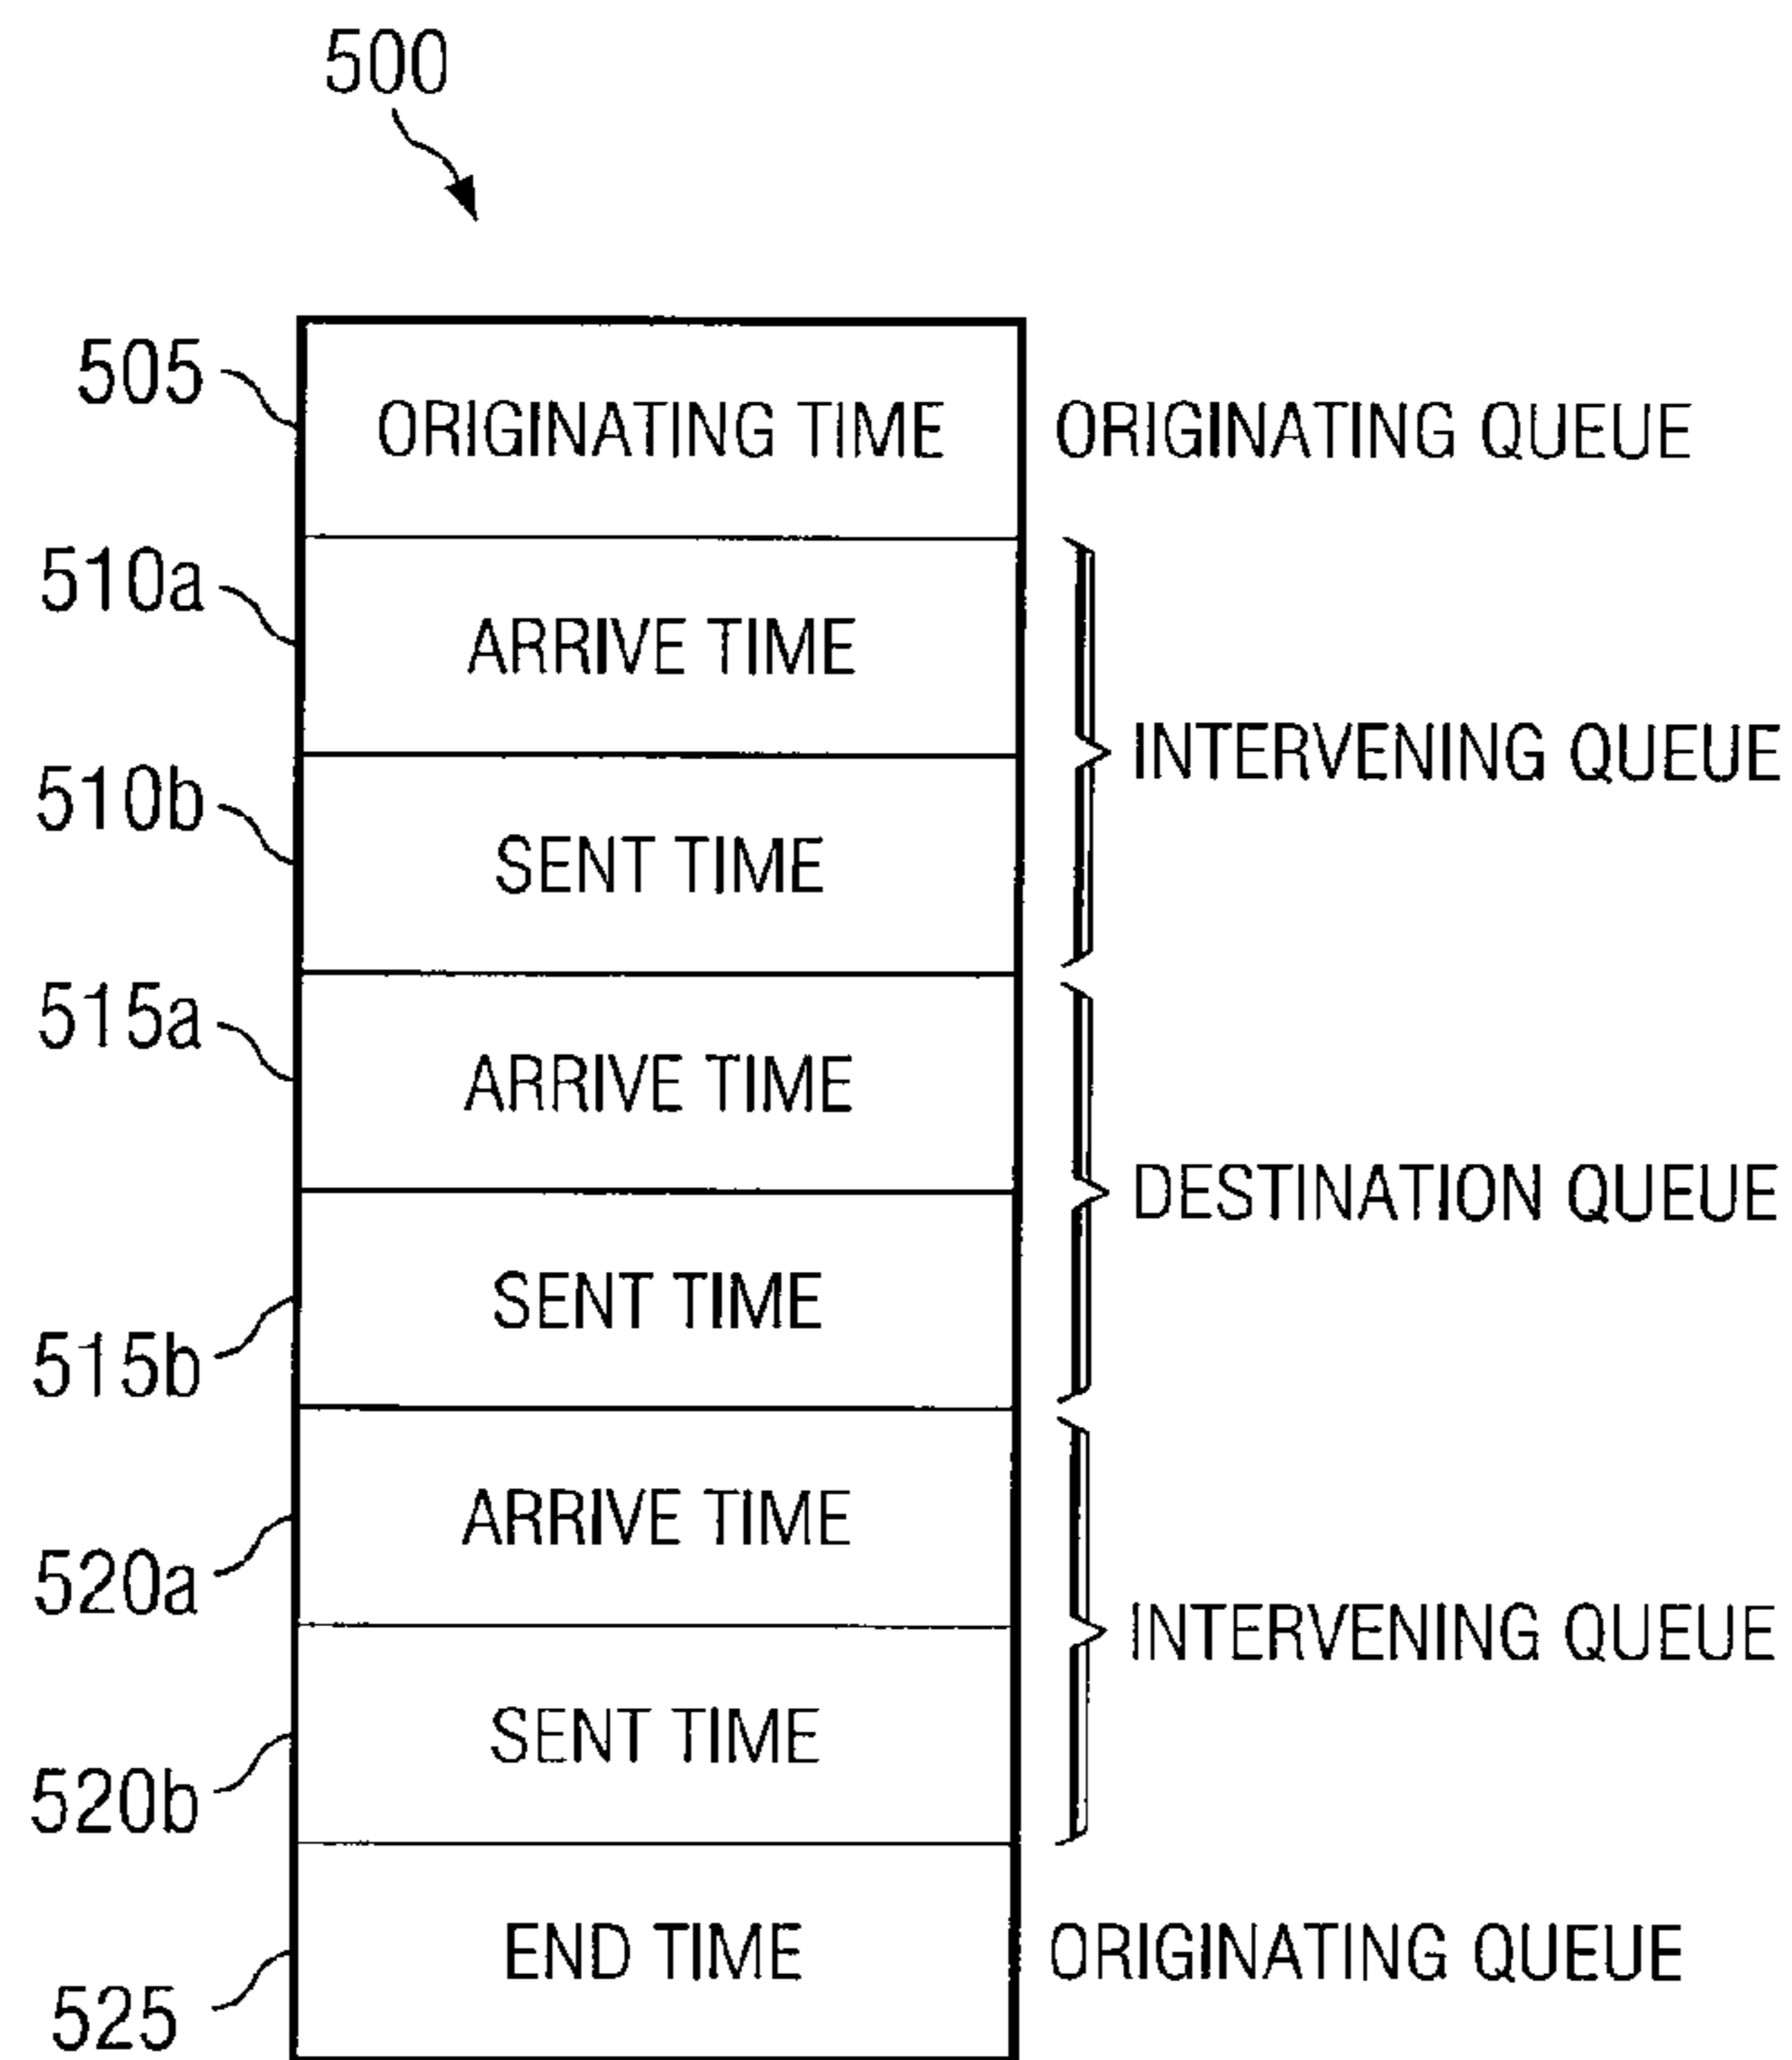 500
505
ORIGINATING TIME
ORIGINATING QUEUE
510a
ARRIVE TIME
INTERVENING QUEUE
510b
SENT TIME
515a
ARRIVE TIME
DESTINATION QUEUE
515b
SENT TIME
520a
ARRIVE TIME
INTERVENING QUEUE
520b
SENT TIME
525
END TIME
ORIGINATING QUEUE